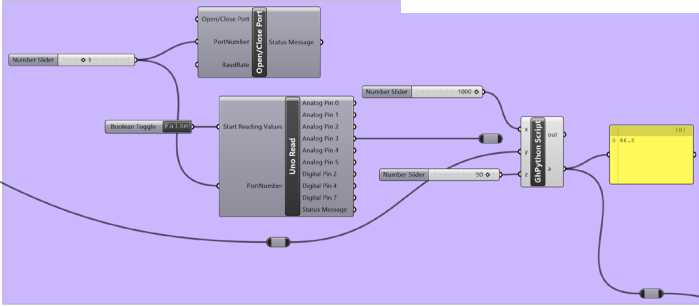 Open/Close Port
PortNumber
BaudRate
Open/Close Port
Status Message
Number Slider
Boolean Toggle
False
Start Reading Values
PortNumber
Uno Read
Analog Pin 0
Analog Pin 1
Analog Pin 2
Analog Pin 3
Analog Pin 4
Analog Pin 5
Digital Pin 2
Digital Pin 4
Digital Pin 7
Status Message
Number Slider
1000
Number Slider
90
x
y
z
GhPython Script
out
a
{0}
0 46.8